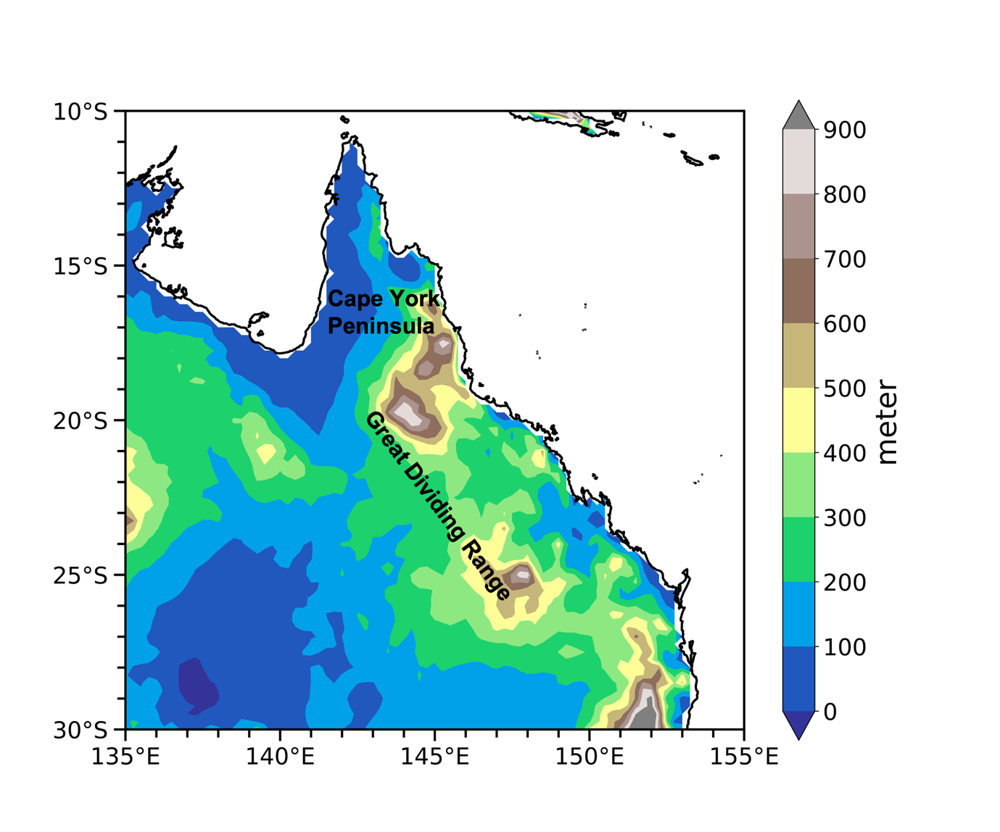 10°S
15°S
20°S
25°S
30°S
135°E
140°E
145°E
150°E
155°E
Cape York
Peninsula
Great Dividing Range
900
800
700
600
500
400
300
200
100
0
meter